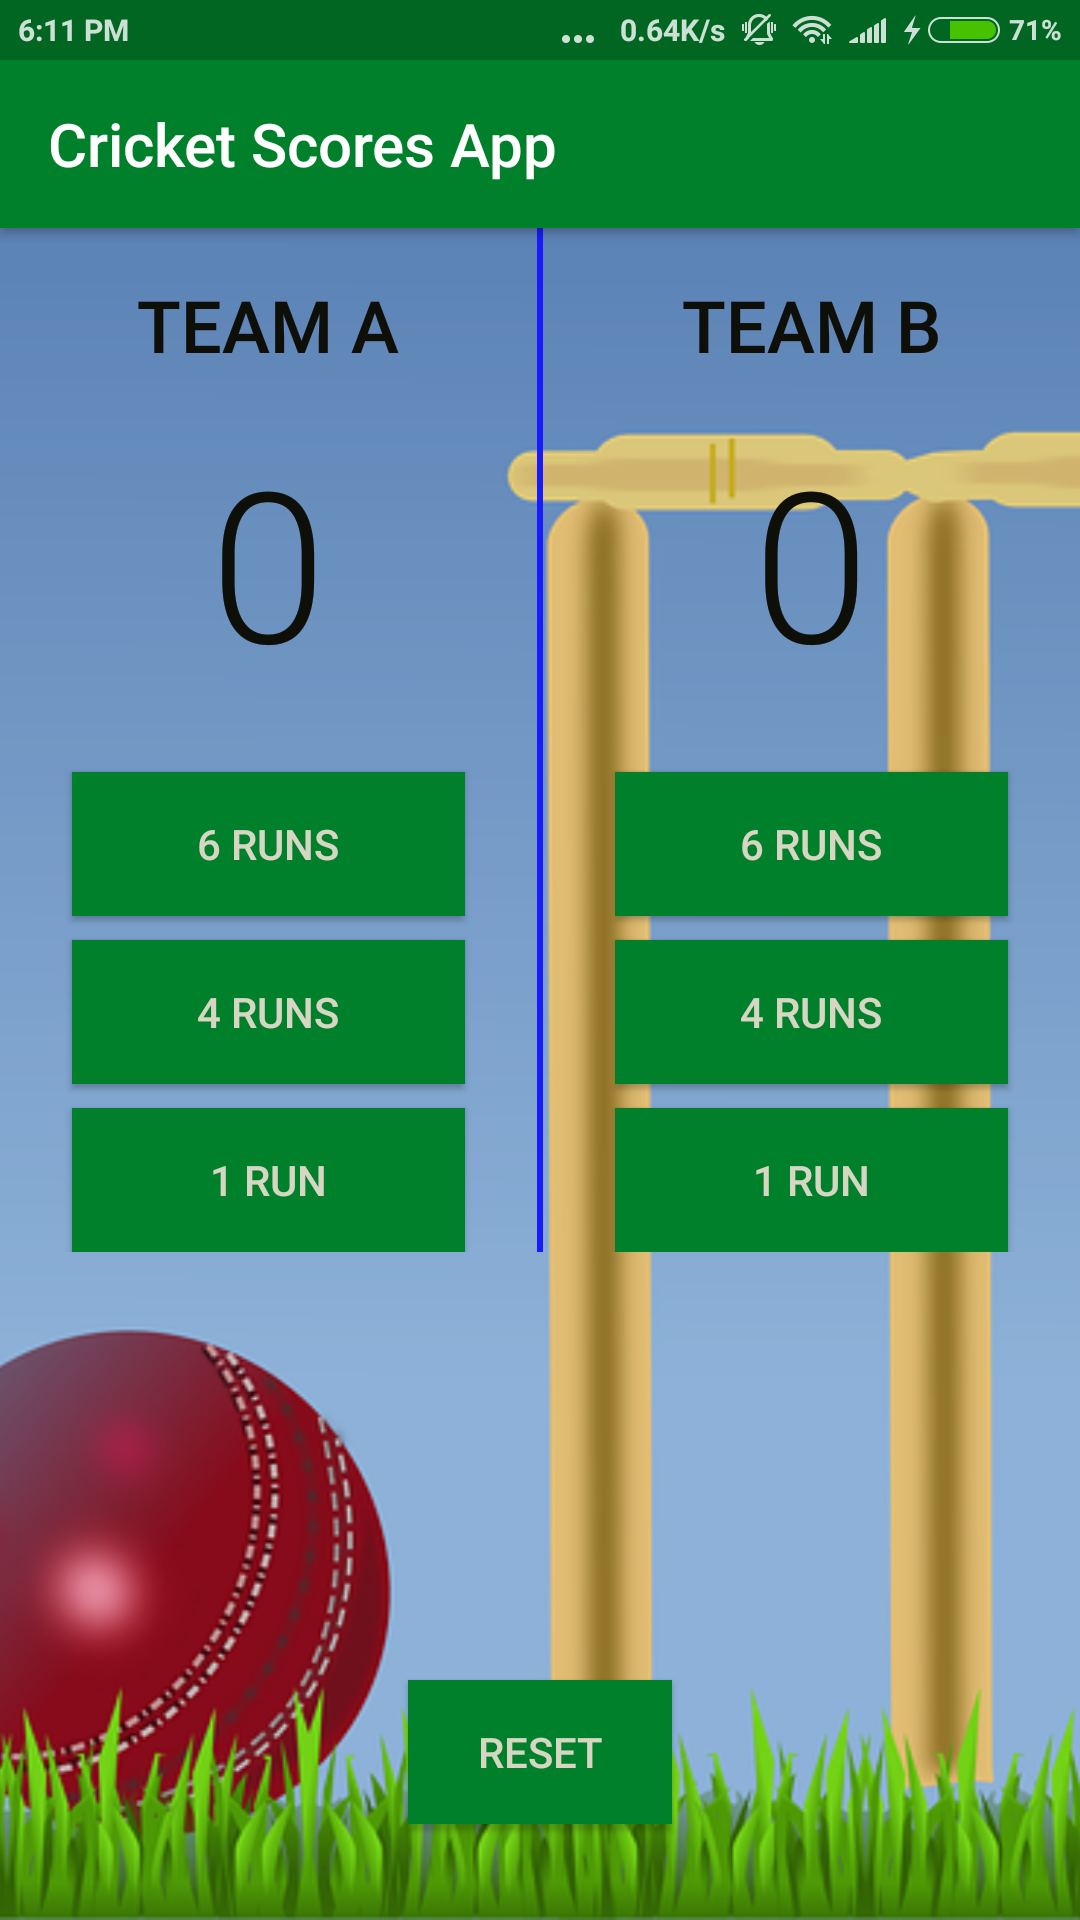 6:11 PM ... 0.64K/s 71%
Cricket Scores App
TEAM A TEAM B
0 0
6 RUNS 6 RUNS
4 RUNS 4 RUNS
1 RUN 1 RUN
RESET